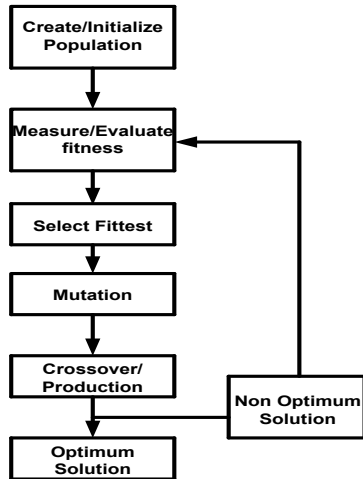 Create/Initialize
Population
Measure/Evaluate
fitness
Select Fittest
Mutation
Crossover/
Production
Non Optimum
Solution
Optimum
Solution